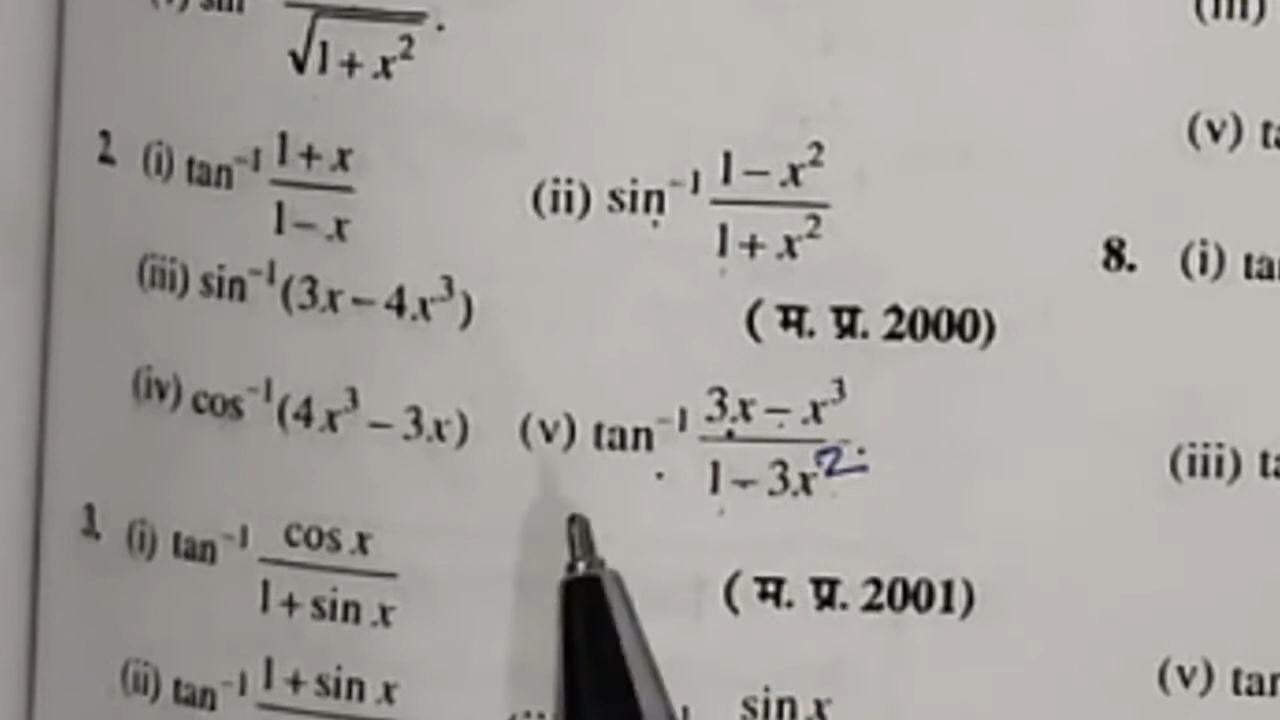 √1+x²
2 (i) tan⁻¹ (1+x)/(1−x) (ii) sin⁻¹ (1−x²)/(1+x²)
(iii) sin⁻¹(3x−4x³)
(म. प्र. 2000)
(iv) cos⁻¹(4x³−3x) (v) tan⁻¹ (3x−x³)/(1−3x²)
3. (i) tan⁻¹ cos x/(1+sin x)
(म. प्र. 2001)
(ii) tan⁻¹ 1+sin x
sin x
(iii)
(v)
8. (i)
(iii)
(v) tan